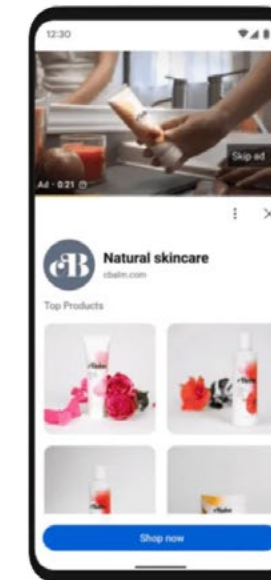 12:30
Skip ad
Ad · 0:21
cB
Natural skincare
cbalm.com
Top Products
Shop now